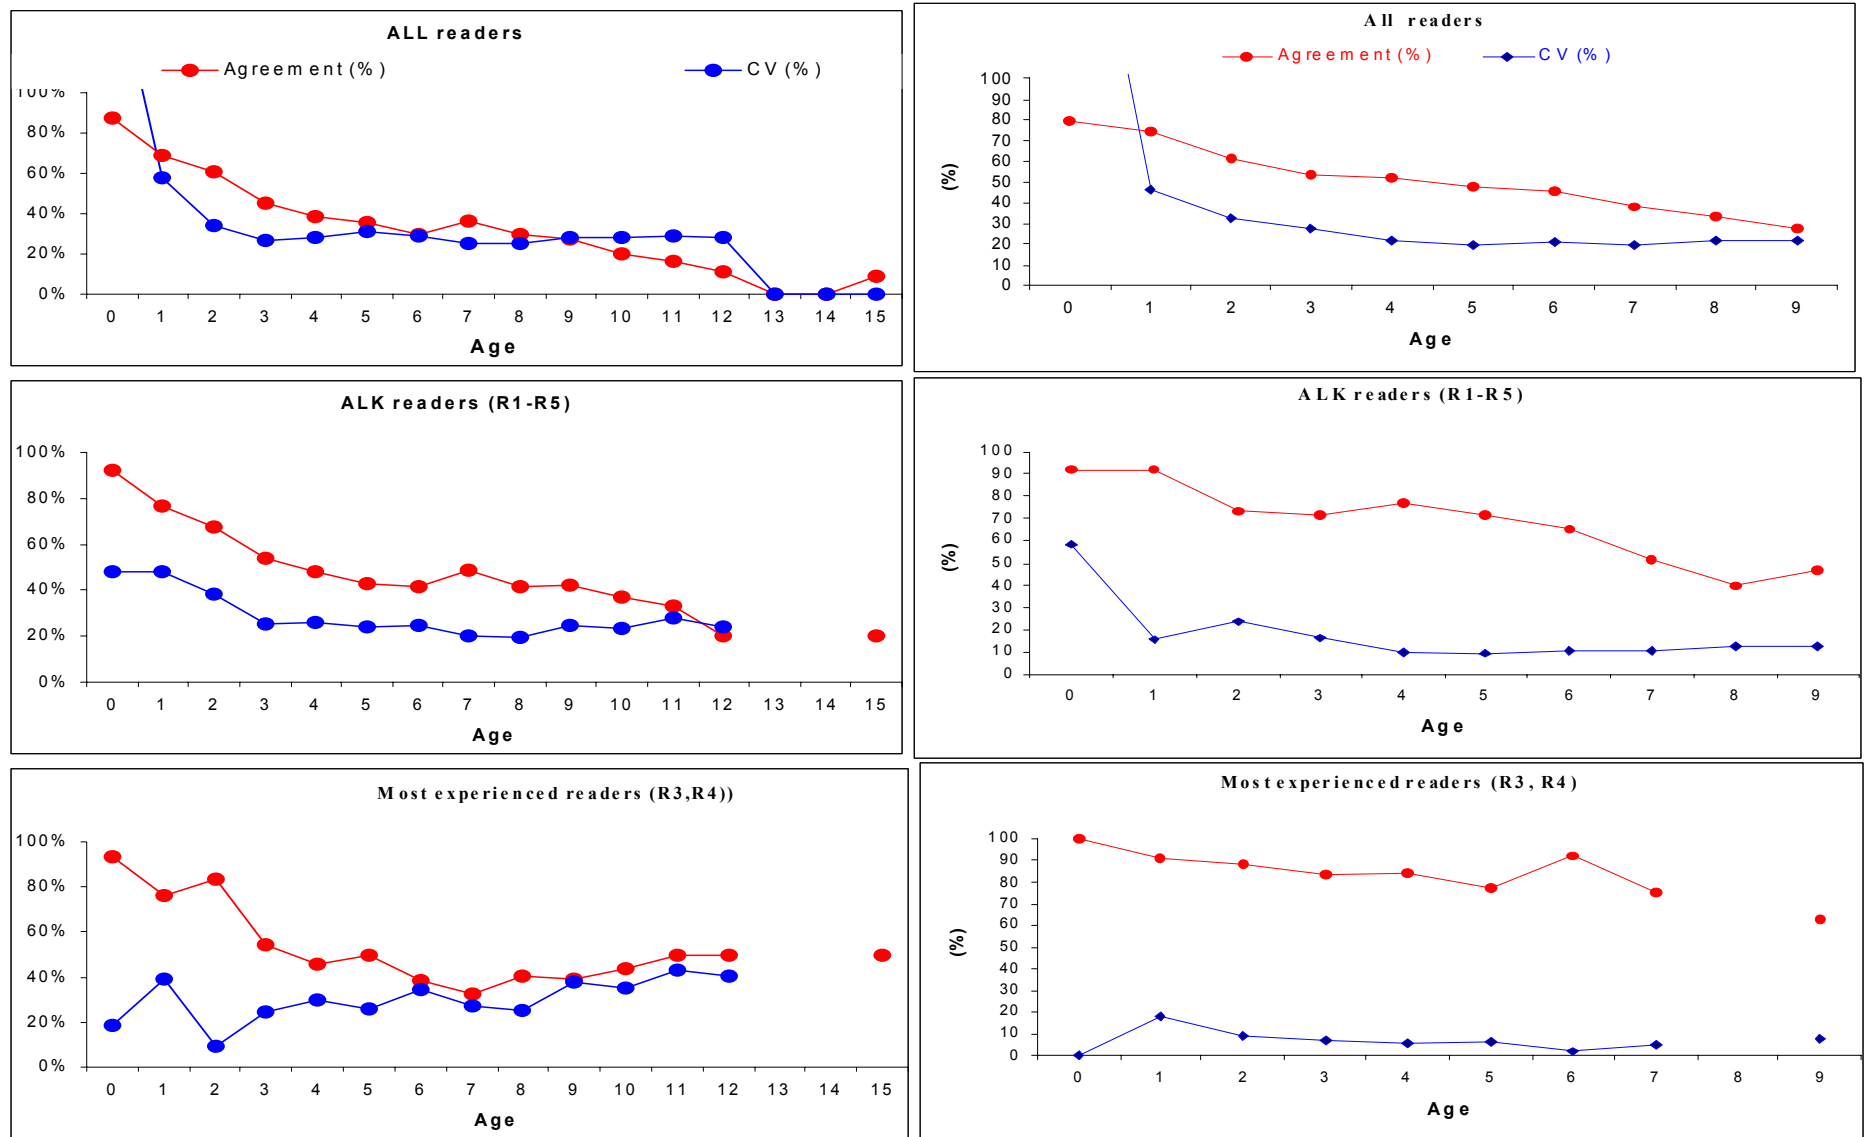 ALL readers
Agreement (%)
CV (%)
100%
80%
60%
40%
20%
0%
0 1 2 3 4 5 6 7 8 9 10 11 12 13 14 15
Age
All readers
Agreement (%)
CV (%)
(%)
100
90
80
70
60
50
40
30
20
10
0
0 1 2 3 4 5 6 7 8 9
Age
ALK readers (R1-R5)
100%
80%
60%
40%
20%
0%
0 1 2 3 4 5 6 7 8 9 10 11 12 13 14 15
Age
ALK readers (R1-R5)
(%)
100
90
80
70
60
50
40
30
20
10
0
0 1 2 3 4 5 6 7 8 9
Age
Most experienced readers (R3,R4))
100%
80%
60%
40%
20%
0%
0 1 2 3 4 5 6 7 8 9 10 11 12 13 14 15
Age
Most experienced readers (R3, R4)
(%)
100
90
80
70
60
50
40
30
20
10
0
0 1 2 3 4 5 6 7 8 9
Age